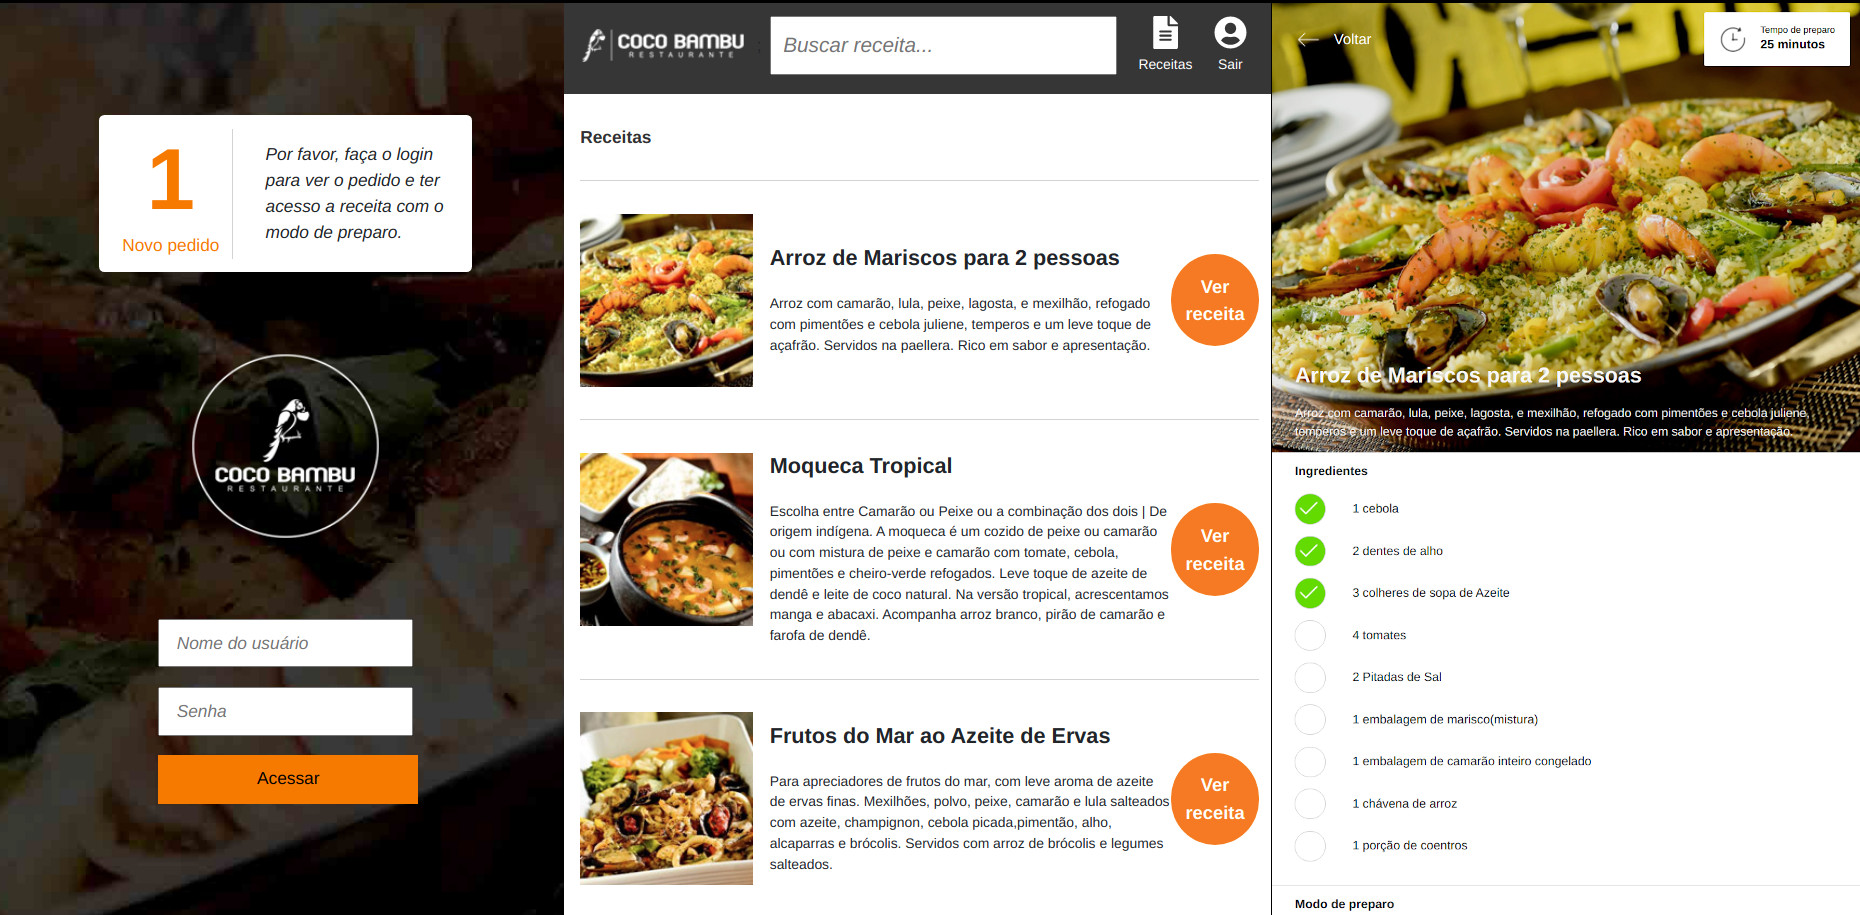 1
Novo pedido
Por favor, faça o login
para ver o pedido e ter
acesso a receita com o
modo de preparo.
COCO BAMBU
RESTAURANTE
Nome do usuário
Senha
Acessar
COCO BAMBU
RESTAURANTE
Buscar receita...
Receitas
Sair
Receitas
Arroz de Mariscos para 2 pessoas
Arroz com camarão, lula, peixe, lagosta, e mexilhão, refogado
com pimentões e cebola juliene, temperos e um leve toque de
açafrão. Servidos na paellera. Rico em sabor e apresentação.
Ver
receita
Moqueca Tropical
Escolha entre Camarão ou Peixe ou a combinação dos dois | De
origem indígena. A moqueca é um cozido de peixe ou camarão
ou com mistura de peixe e camarão com tomate, cebola,
pimentões e cheiro-verde refogados. Leve toque de azeite de
dendê e leite de coco natural. Na versão tropical, acrescentamos
manga e abacaxi. Acompanha arroz branco, pirão de camarão e
farofa de dendê.
Ver
receita
Frutos do Mar ao Azeite de Ervas
Para apreciadores de frutos do mar, com leve aroma de azeite
de ervas finas. Mexilhões, polvo, peixe, camarão e lula salteados
com azeite, champignon, cebola picada,pimentão, alho,
alcaparras e brócolis. Servidos com arroz de brócolis e legumes
salteados.
Ver
receita
Voltar
Tempo de preparo
25 minutos
Arroz de Mariscos para 2 pessoas
Arroz com camarão, lula, peixe, lagosta, e mexilhão, refogado com pimentões e cebola juliene,
temperos e um leve toque de açafrão. Servidos na paellera. Rico em sabor e apresentação.
Ingredientes
1 cebola
2 dentes de alho
3 colheres de sopa de Azeite
4 tomates
2 Pitadas de Sal
1 embalagem de marisco(mistura)
1 embalagem de camarão inteiro congelado
1 chávena de arroz
1 porção de coentros
Modo de preparo